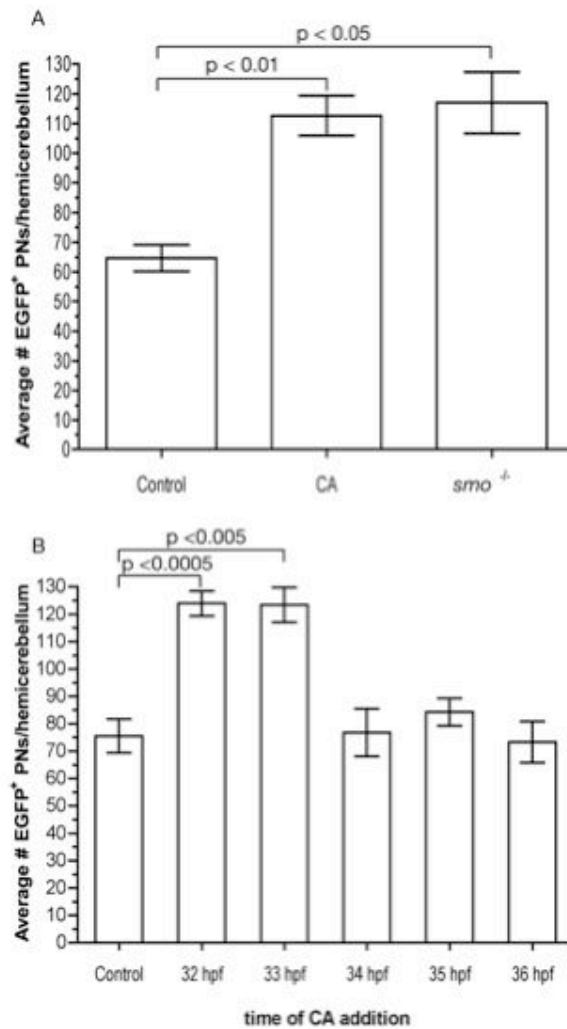 A
p < 0.05
p < 0.01
Average # EGFP⁺ PNs/hemicerebellum
130
120
110
100
90
80
70
60
50
40
30
20
10
0
Control CA smo -/-
B
p <0.005
p <0.0005
Average # EGFP⁺ PNs/hemicerebellum
130
120
110
100
90
80
70
60
50
40
30
20
10
0
Control 32 hpf 33 hpf 34 hpf 35 hpf 36 hpf
time of CA addition